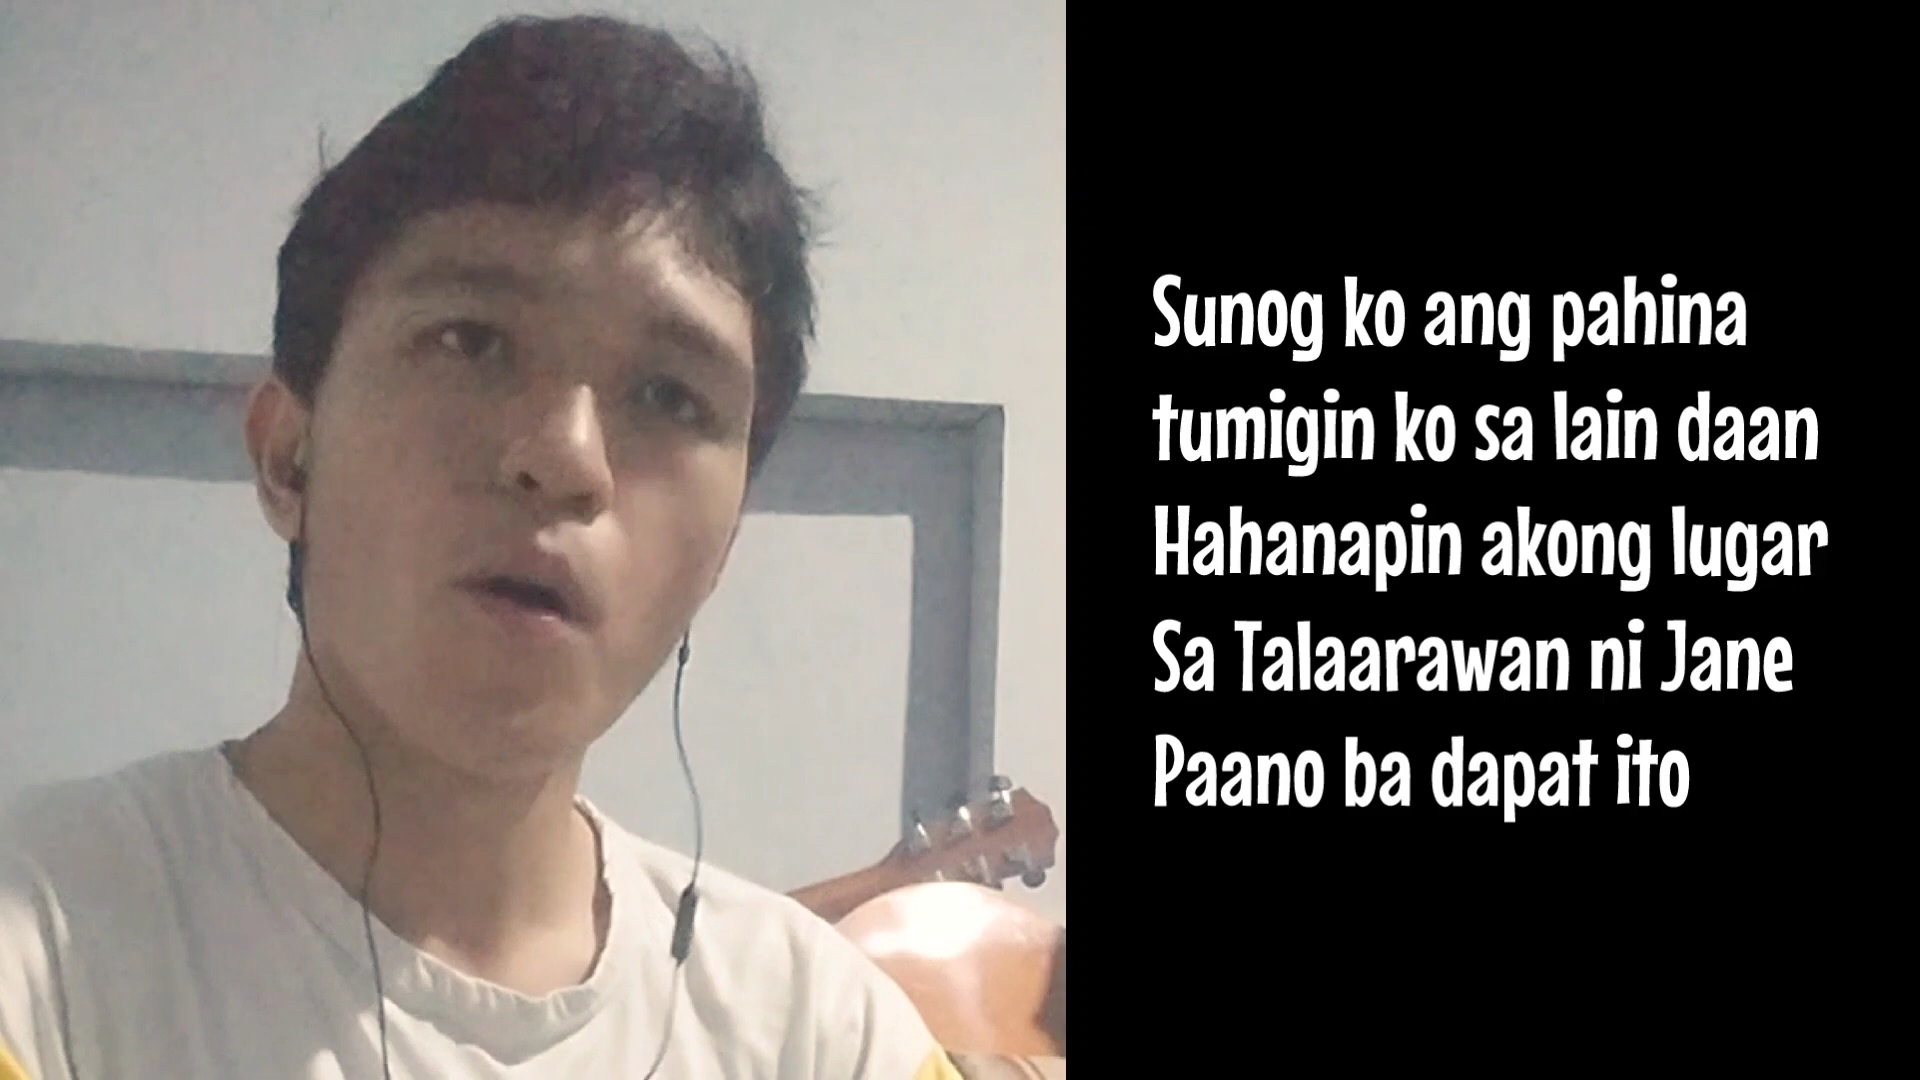 Sunog ko ang pahina
tumigin ko sa lain daan
Hahanapin akong lugar
Sa Talaarawan ni Jane
Paano ba dapat ito